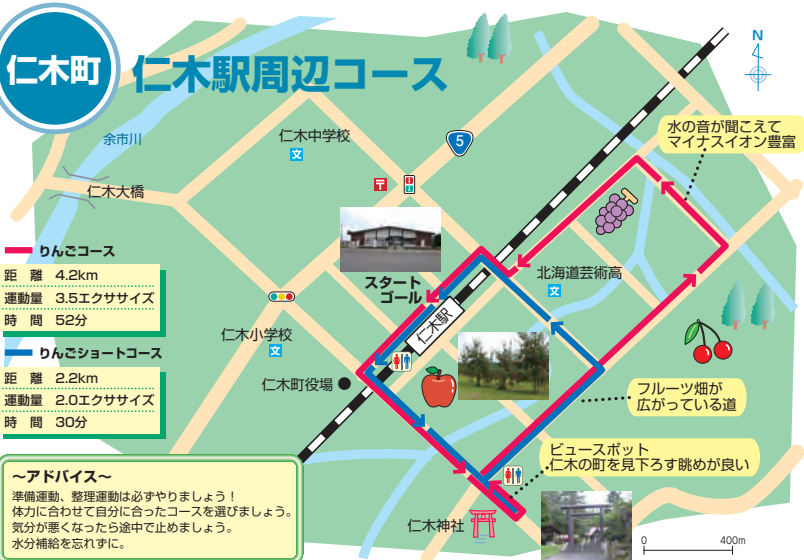 仁木町
仁木駅周辺コース
N
余市川
仁木中学校
文
5
水の音が聞こえて
マイナスイオン豊富
仁木大橋
〒
りんごコース
距 離 4.2km
運動量 3.5エクササイズ
時 間 52分
スタート
ゴール
北海道芸術高
文
仁木駅
仁木小学校
文
りんごショートコース
距 離 2.2km
運動量 2.0エクササイズ
時 間 30分
仁木町役場
フルーツ畑が
広がっている道
ビュースポット
仁木の町を見下ろす眺めが良い
～アドバイス～
準備運動、整理運動は必ずやりましょう！
体力に合わせて自分に合ったコースを選びましょう。
気分が悪くなったら途中で止めましょう。
水分補給を忘れずに。
仁木神社
0 400m